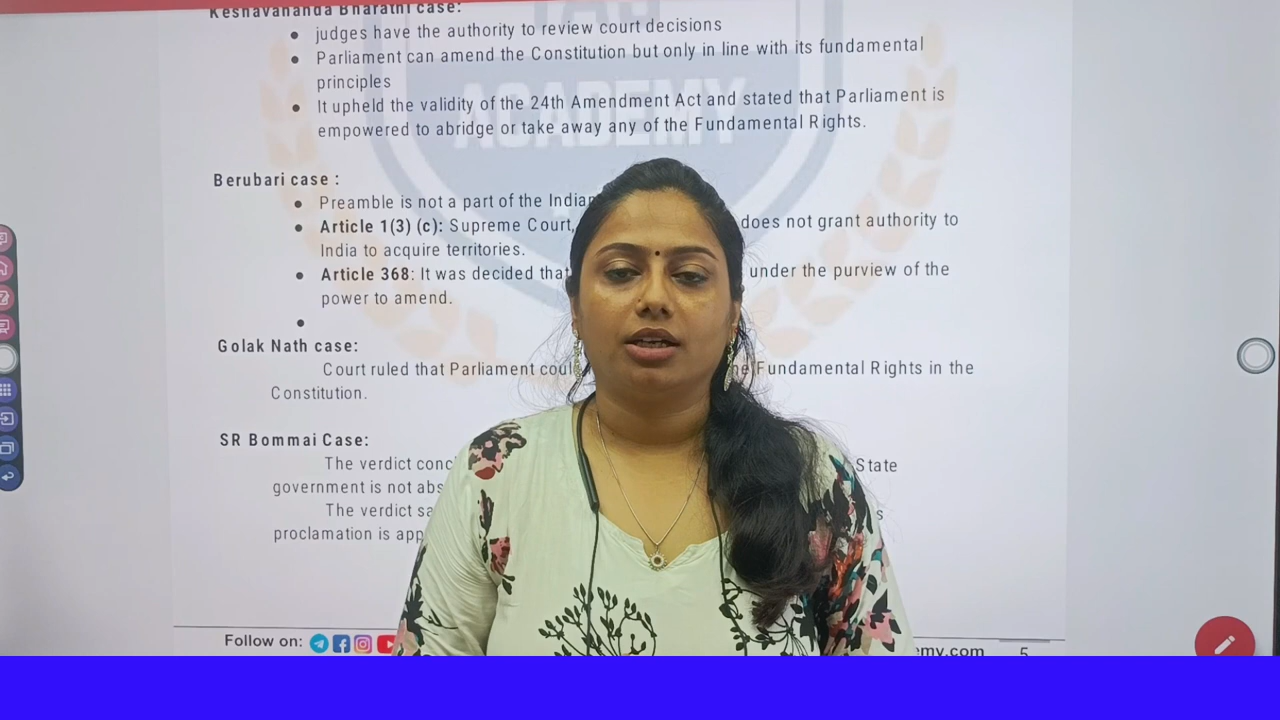 Keshavananda Bharathi case:
● judges have the authority to review court decisions
● Parliament can amend the Constitution but only in line with its fundamental
principles
● It upheld the validity of the 24th Amendment Act and stated that Parliament is
empowered to abridge or take away any of the Fundamental Rights.
ACADEMY
Berubari case :
● Preamble is not a part of the Indian
● Article 1(3) (c): Supreme Court, does not grant authority to
India to acquire territories.
● Article 368: It was decided that under the purview of the
power to amend.
●
Golak Nath case:
Court ruled that Parliament Fundamental Rights in the
Constitution.
SR Bommai Case:
The verdict State
government is not
The verdict
proclamation is
Follow on: 5